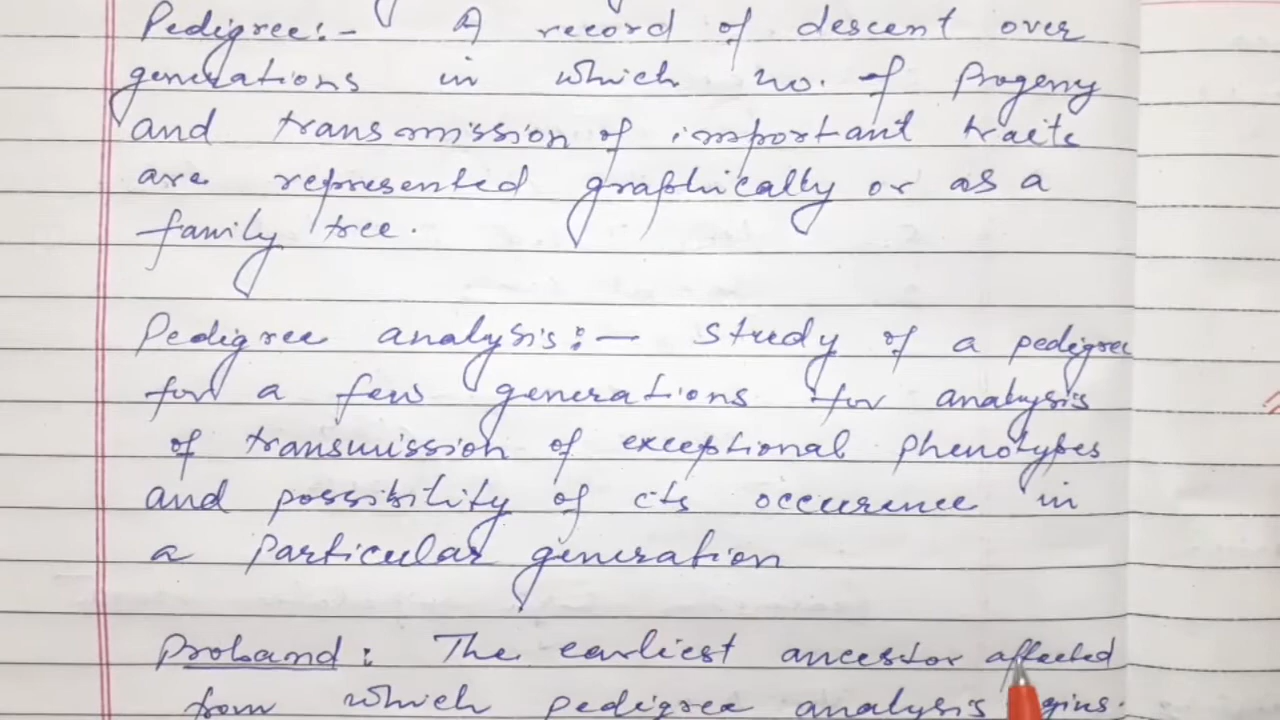 Pedigree:- A record of descent over
generations in which no. of Progeny
and transmission of important traits
are represented graphically or as a
family tree.
Pedigree analysis:- Study of a pedigree
for a few generations for analysis
of transmission of exceptional phenotypes
and possibility of its occurence in
a particular generation
Proband: The earliest ancestor affected
from which pedigree analysis